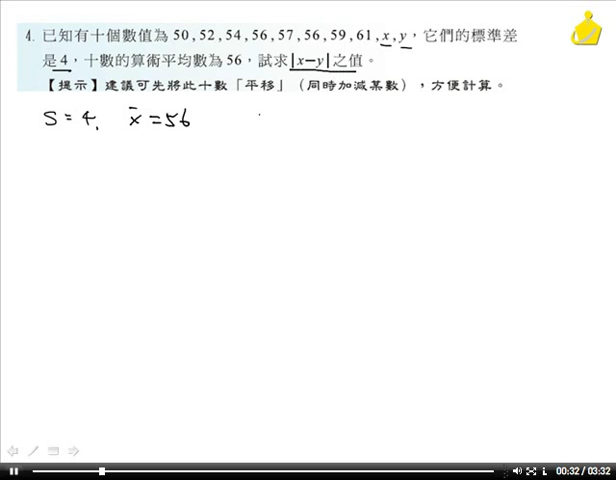 4. 已知有十個數值為 50 , 52 , 54 , 56 , 57 , 56 , 59 , 61 , x , y , 它們的標準差
是 4 , 十數的算術平均數為 56 , 試求 |x−y| 之值。
【提示】建議可先將此十數「平移」(同時加減某數) , 方便計算。
S = 4, x̄ = 56
00:32 / 03:32